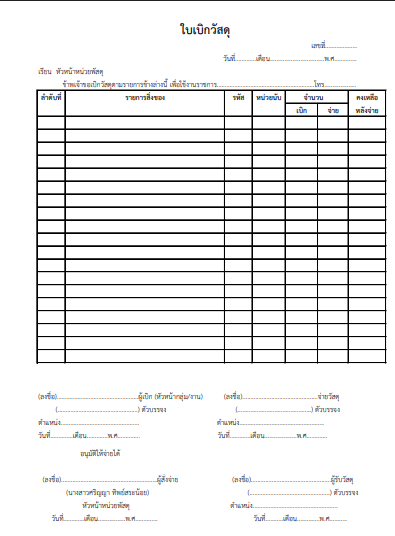 ใบเบิกวัสดุ
เลขที่..................
วันที่............เดือน..............................พ.ศ.............
เรียน หัวหน้าหน่วยพัสดุ
ข้าพเจ้าขอเบิกวัสดุตามรายการข้างล่างนี้ เพื่อใช้งานราชการ......................................................โทร..................
ลำดับที่ รายการสิ่งของ รหัส หน่วยนับ จำนวน คงเหลือ
เบิก จ่าย หลังจ่าย
(ลงชื่อ)..............................................ผู้เบิก (หัวหน้ากลุ่ม/งาน) (ลงชื่อ)..........................................จ่ายวัสดุ
(..............................................) ตัวบรรจง (..........................................) ตัวบรรจง
ตำแหน่ง............................................ ตำแหน่ง................................................
วันที่.............เดือน............พ.ศ............. วันที่............เดือน..................พ.ศ............
อนุมัติให้จ่ายได้
(ลงชื่อ)......................................................ผู้สั่งจ่าย (ลงชื่อ)..............................................ผู้รับวัสดุ
(นางสาวศรัญญา ทิพย์สระน้อย) (..............................................) ตัวบรรจง
หัวหน้าหน่วยพัสดุ ตำแหน่ง................................................
วันที่............เดือน...............พ.ศ............. วันที่..........เดือน............พ.ศ...........